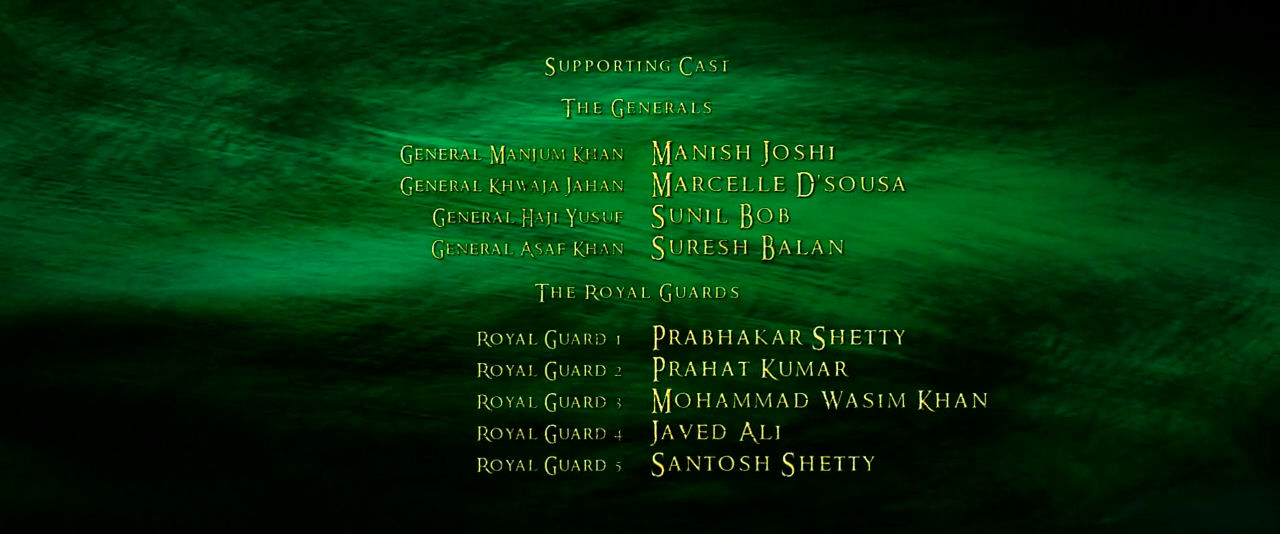 Supporting Cast
The Generals
General Manjum Khan Manish Joshi
General Khwaja Jahan Marcelle D'sousa
General Haji Yusuf Sunil Bob
General Asaf Khan Suresh Balan
The Royal Guards
Royal Guard 1 Prabhakar Shetty
Royal Guard 2 Prahat Kumar
Royal Guard 3 Mohammad Wasim Khan
Royal Guard 4 Javed Ali
Royal Guard 5 Santosh Shetty